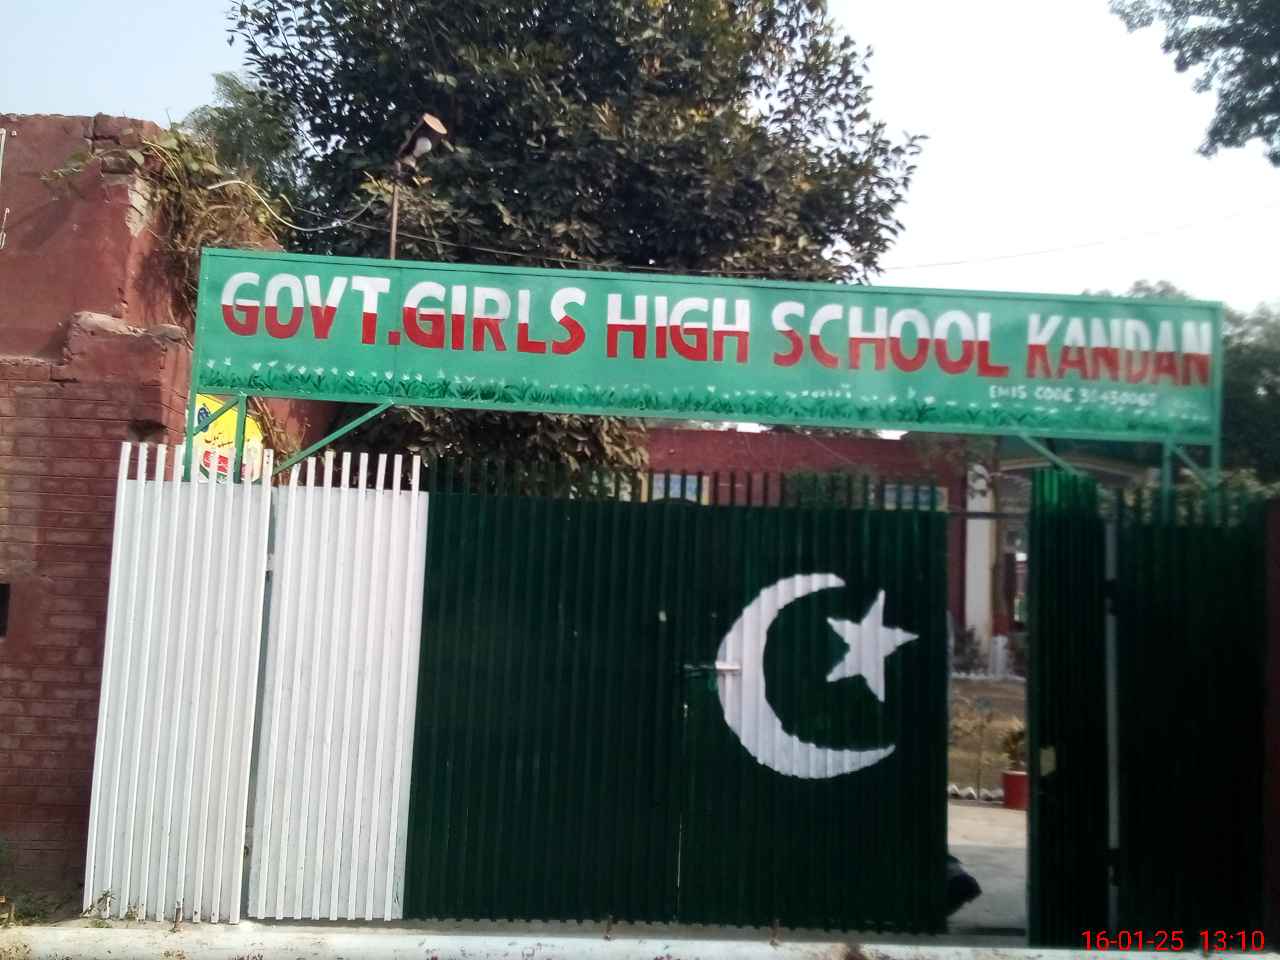 GOVT.GIRLS HIGH SCHOOL KANDAN
EMIS CODE
16-01-25 13:10